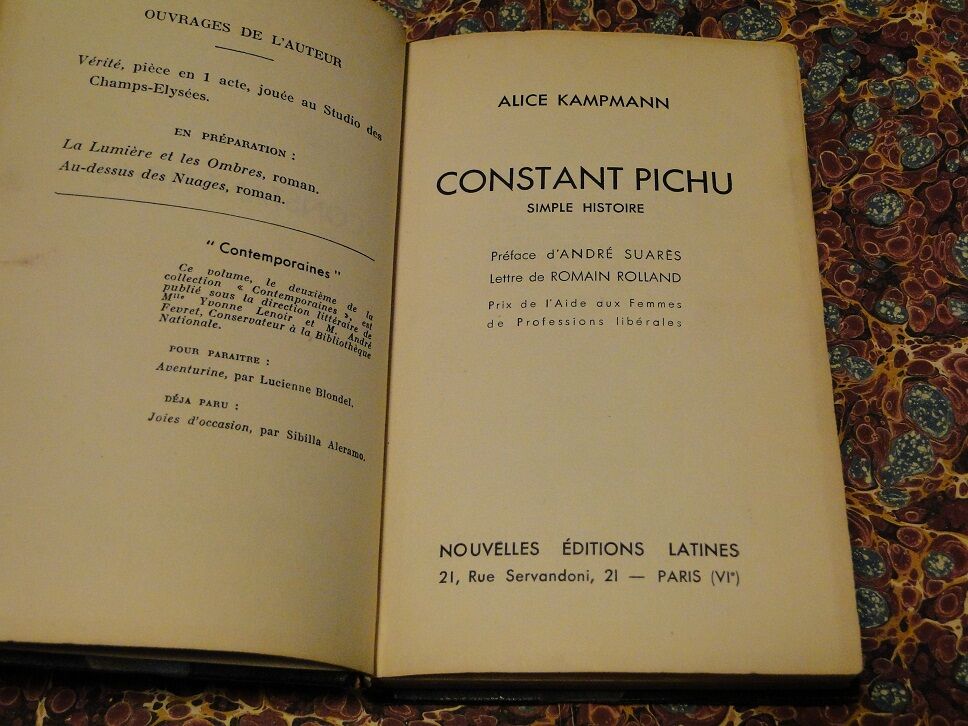 OUVRAGES DE L'AUTEUR
Vérité, pièce en 1 acte, jouée au Studio des
Champs-Elysées.
EN PRÉPARATION :
La Lumière et les Ombres, roman.
Au-dessus des Nuages, roman.
" Contemporaines "
Ce volume, le deuxième de la
collection « Contemporaines », est
publié sous la direction littéraire de
Mlle Yvonne Lenoir et M. André
Fevret, Conservateur à la Bibliothèque
Nationale.
POUR PARAITRE :
Aventurine, par Lucienne Blondel.
DÉJA PARU :
Joies d'occasion, par Sibilla Aleramo.
ALICE KAMPMANN
CONSTANT PICHU
SIMPLE HISTOIRE
Préface d'ANDRÉ SUARÈS
Lettre de ROMAIN ROLLAND
Prix de l'Aide aux Femmes
de Professions libérales
NOUVELLES ÉDITIONS LATINES
21, Rue Servandoni, 21 — PARIS (VIe)